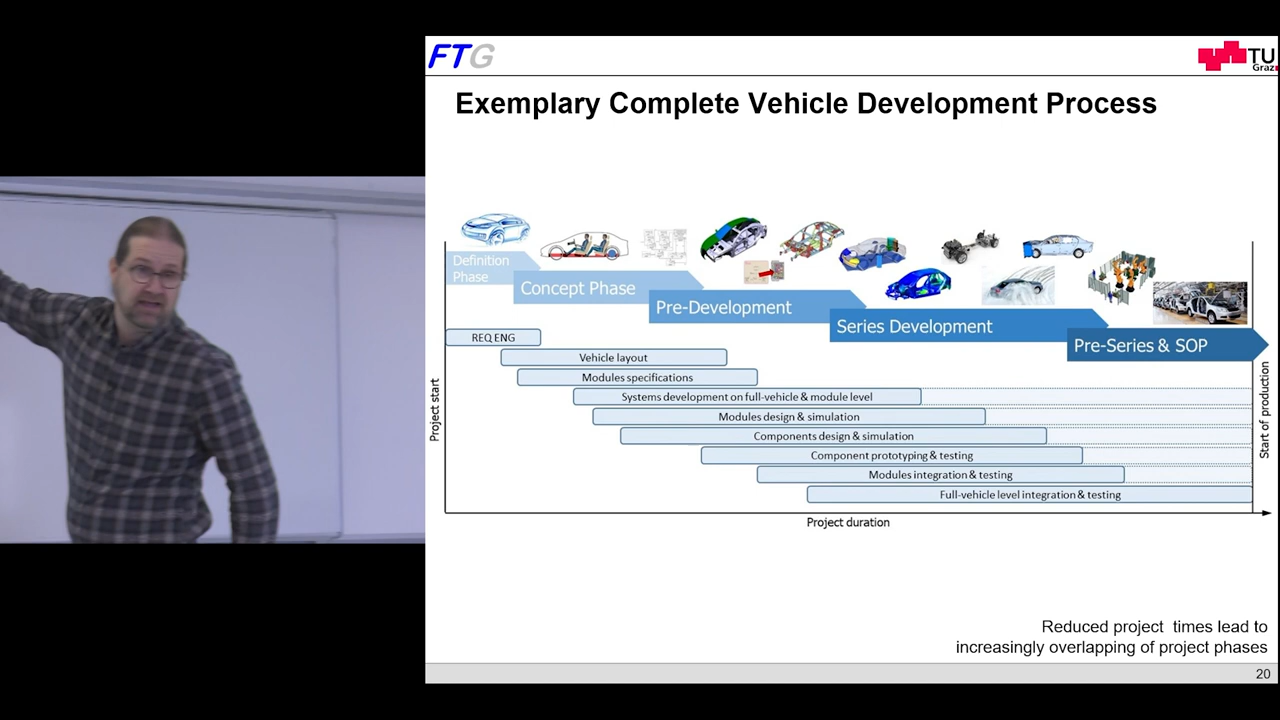 FTG
TU
Graz
Exemplary Complete Vehicle Development Process
Definition
Phase
Concept Phase
Pre-Development
Series Development
Pre-Series & SOP
REQ ENG
Vehicle layout
Modules specifications
Systems development on full-vehicle & module level
Modules design & simulation
Components design & simulation
Component prototyping & testing
Modules integration & testing
Full-vehicle level integration & testing
Project start
Start of production
Project duration
Reduced project times lead to
increasingly overlapping of project phases
20